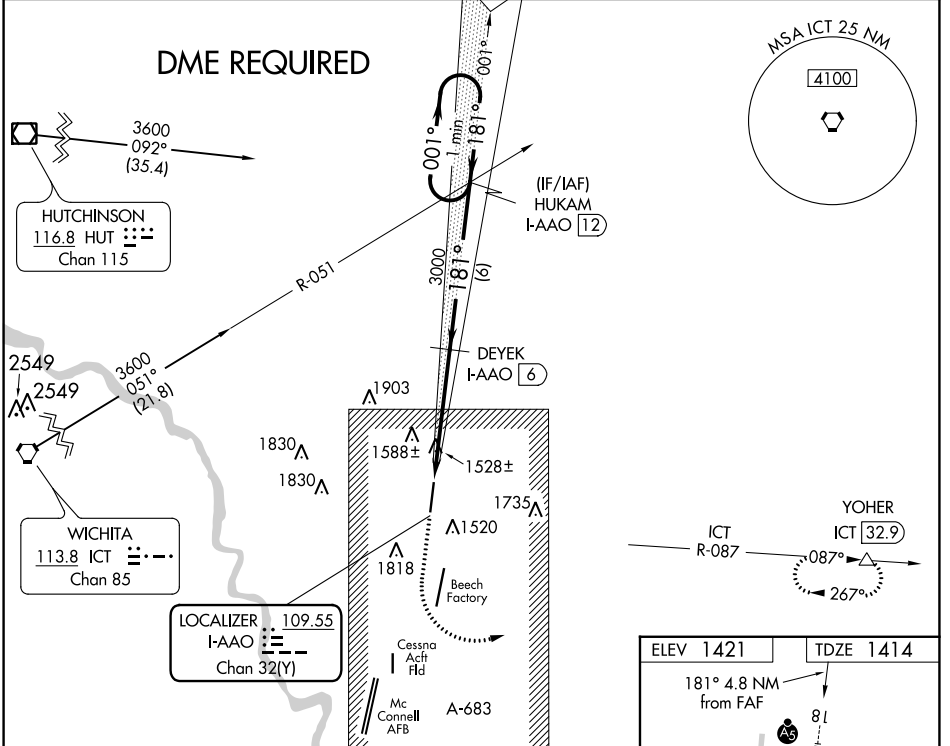 DME REQUIRED
MSA ICT 25 NM
4100
3600
092°
(35.4)
HUTCHINSON
116.8 HUT
Chan 115
001°
001°
1 min
181°
(IF/IAF)
HUKAM
I-AAO 12
R-051
3000
181°
(6)
DEYEK
I-AAO 6
2549
2549
3600
051°
(21.8)
1903
1830
1588±
1528±
1830
1735
1520
1818
WICHITA
113.8 ICT
Chan 85
Beech
Factory
LOCALIZER 109.55
I-AAO
Chan 32(Y)
Cessna
Acft
Fld
Mc
Connell
AFB
A-683
ICT
R-087
YOHER
ICT 32.9
087°
267°
ELEV 1421
TDZE 1414
181° 4.8 NM
from FAF
18
A5